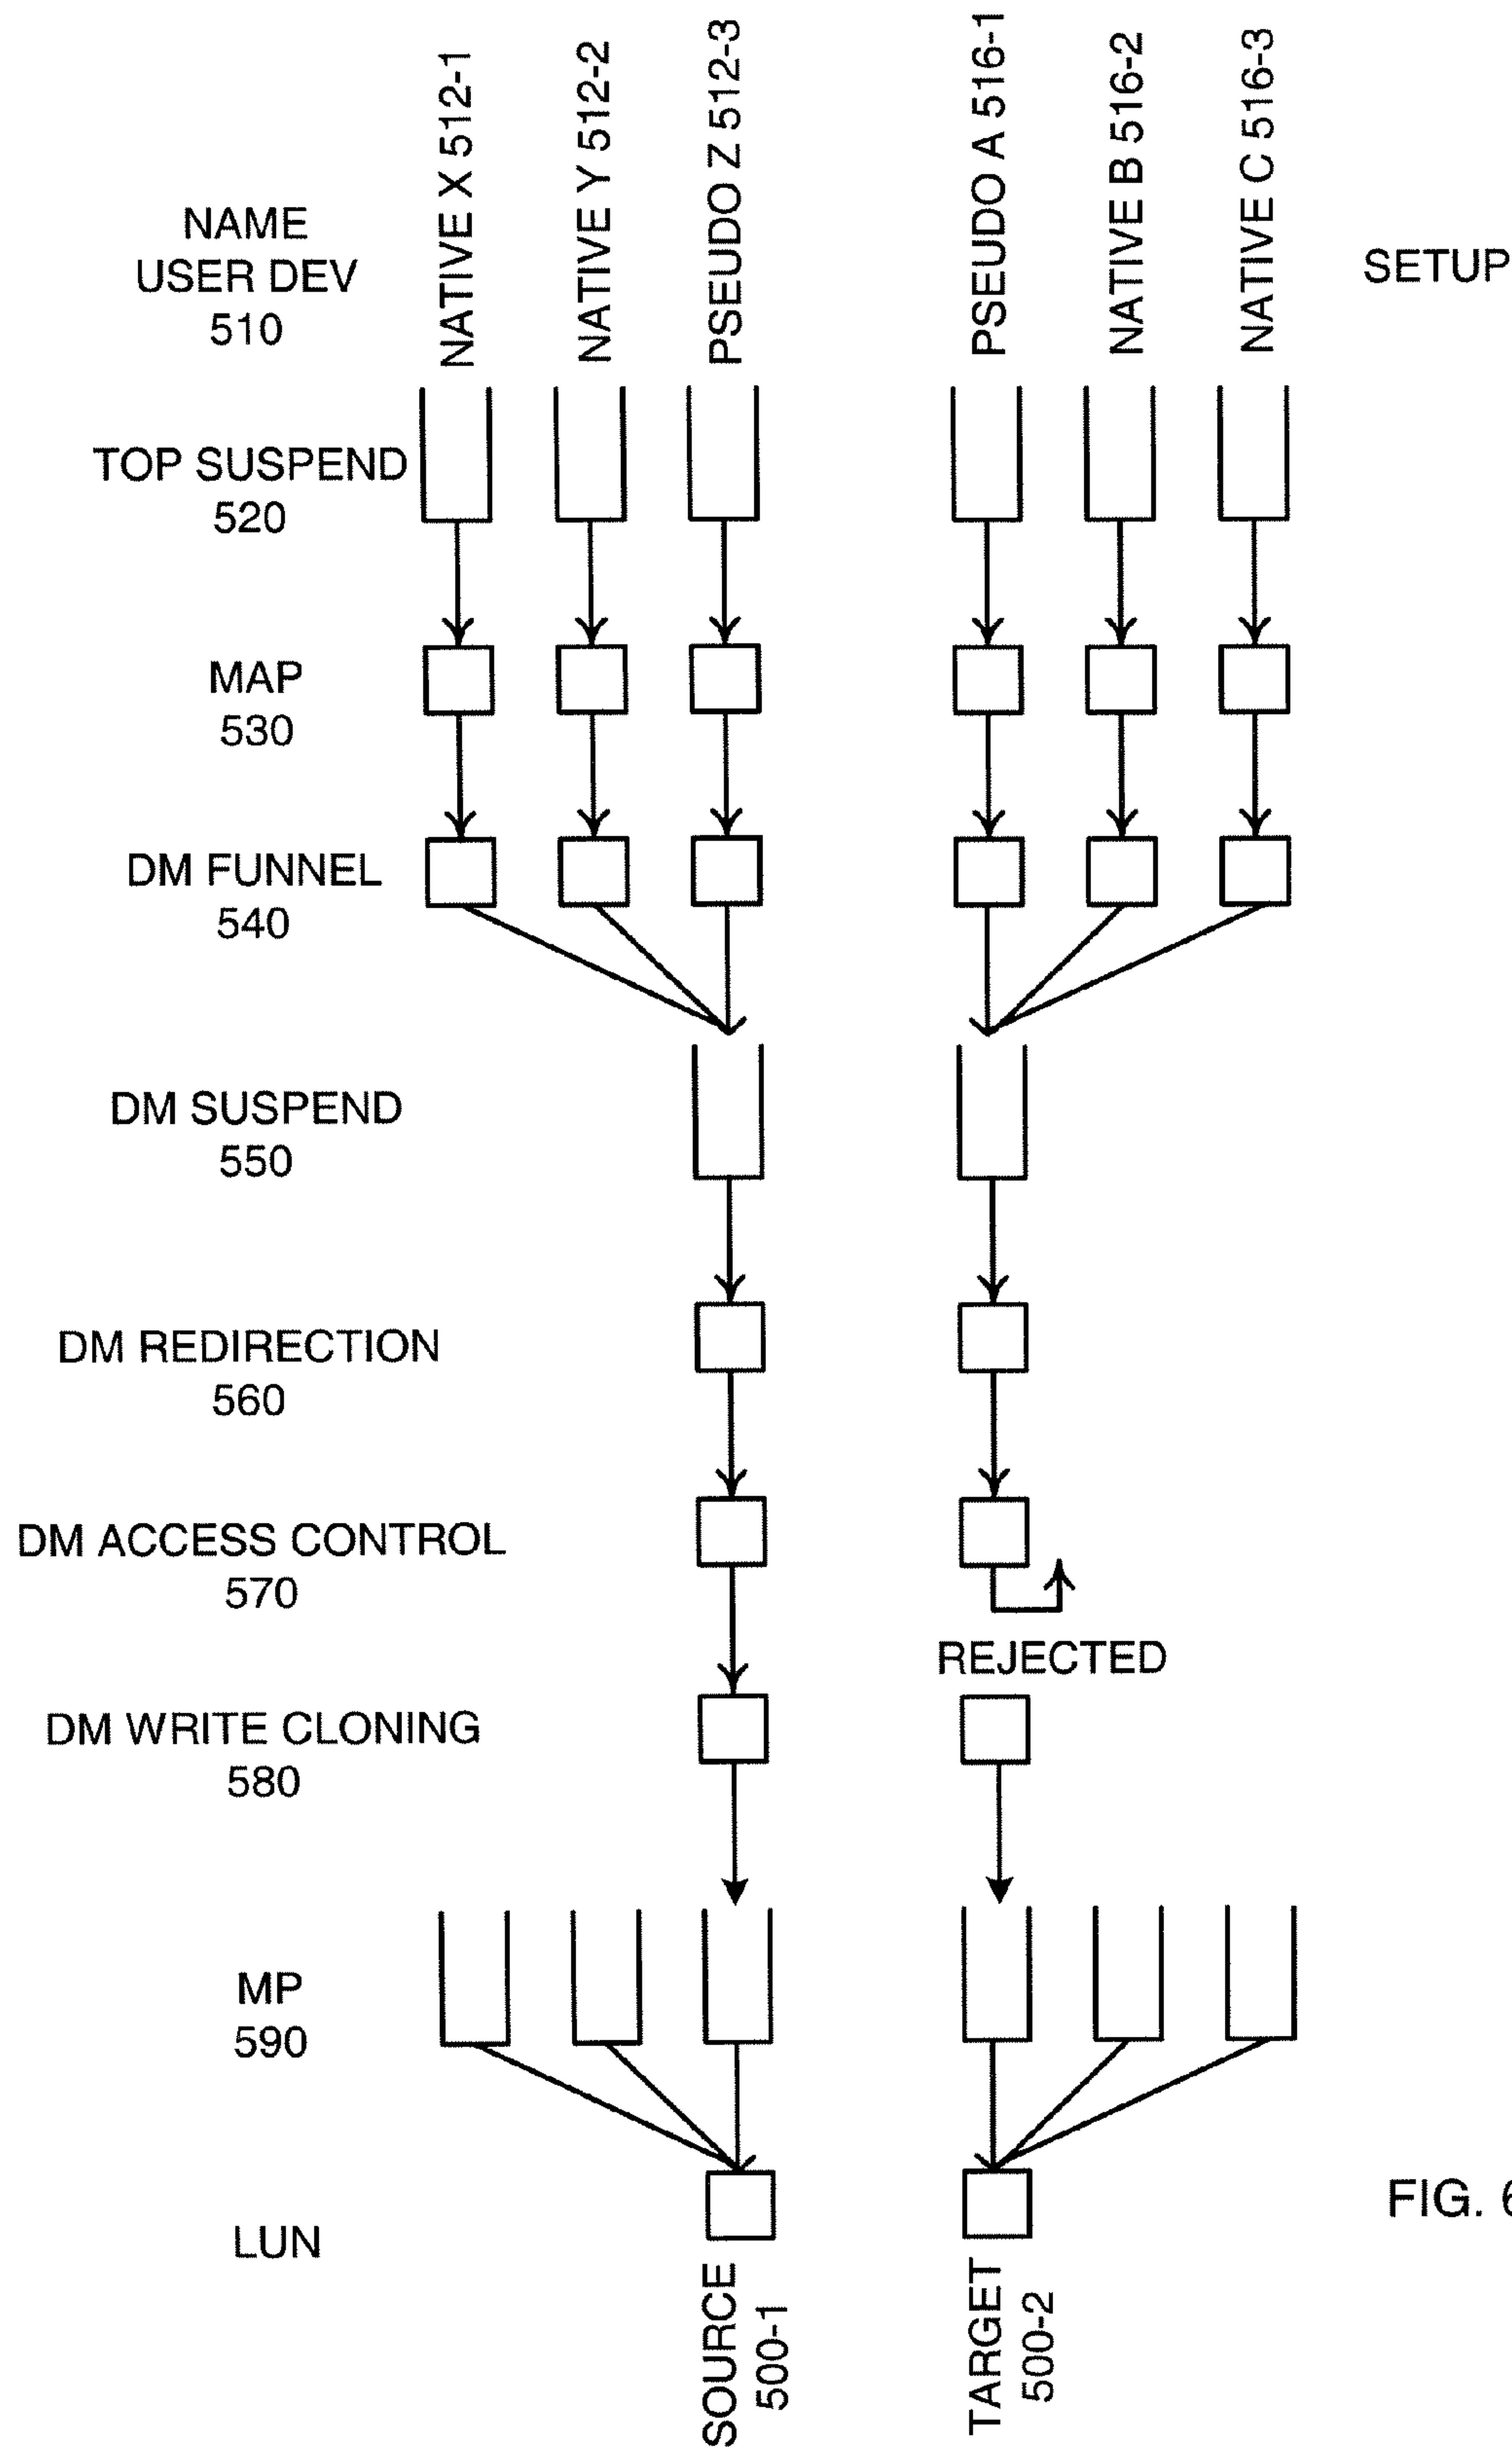 NATIVE X 512-1
NATIVE Y 512-2
PSEUDO Z 512-3
PSEUDO A 516-1
NATIVE B 516-2
NATIVE C 516-3
NAME
USER DEV
510
SETUP
TOP SUSPEND
520
MAP
530
DM FUNNEL
540
DM SUSPEND
550
DM REDIRECTION
560
DM ACCESS CONTROL
570
REJECTED
DM WRITE CLONING
580
MP
590
LUN
FIG. 6
SOURCE
500-1
TARGET
500-2